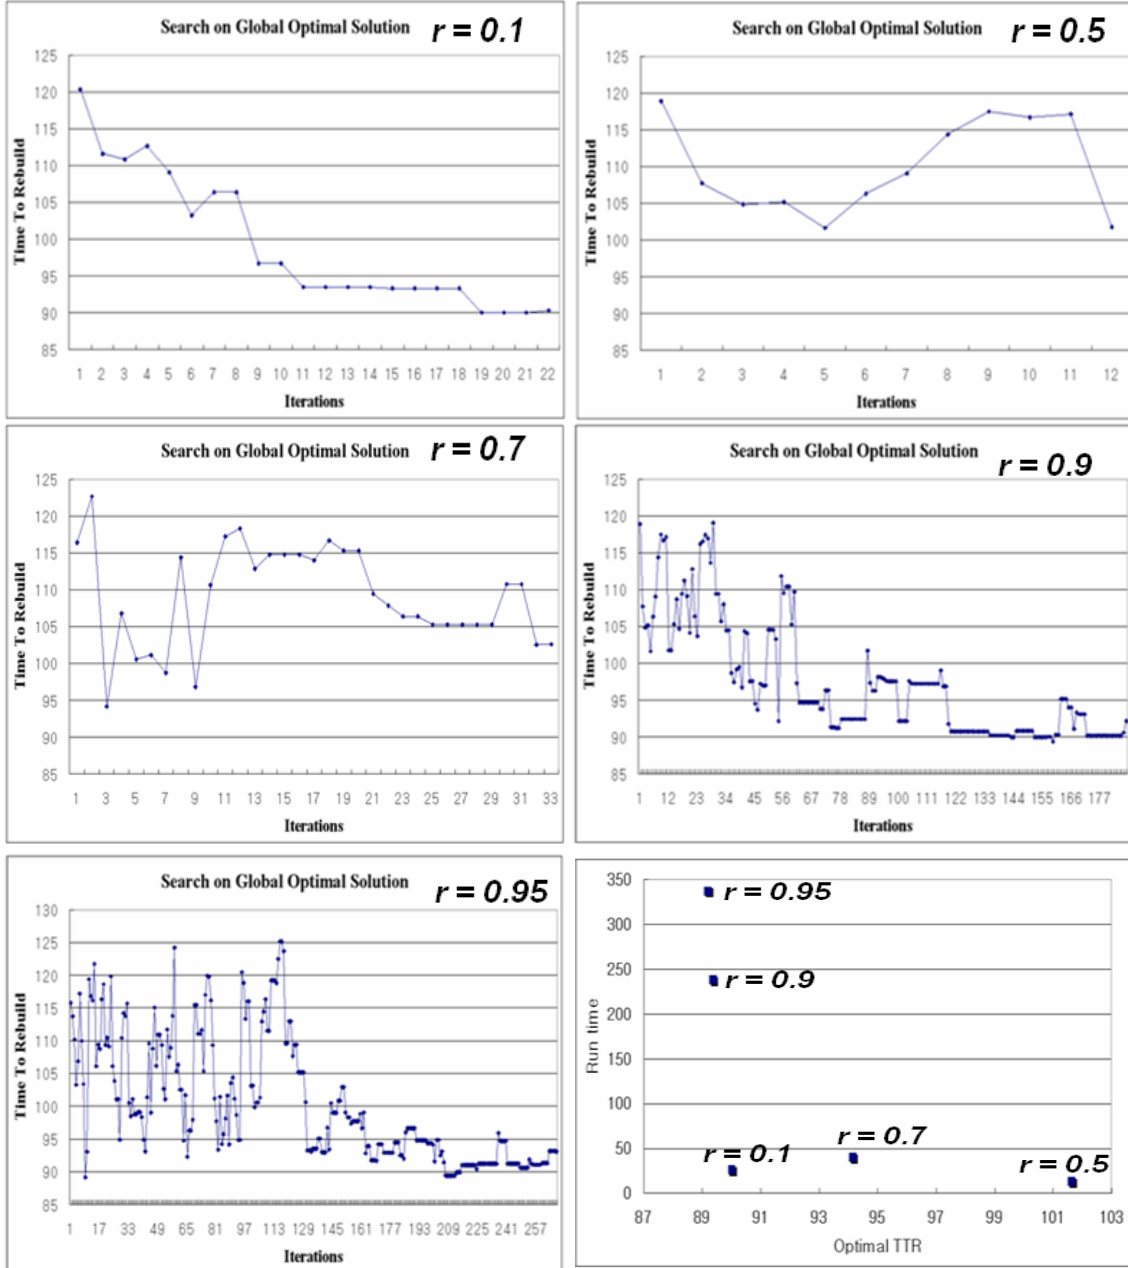 Search on Global Optimal Solution r = 0.1
125
120
115
110
105
100
95
90
85
Time To Rebuild
1 2 3 4 5 6 7 8 9 10 11 12 13 14 15 16 17 18 19 20 21 22
Iterations
Search on Global Optimal Solution r = 0.5
125
120
115
110
105
100
95
90
85
Time To Rebuild
1 2 3 4 5 6 7 8 9 10 11 12
Iterations
Search on Global Optimal Solution r = 0.7
125
120
115
110
105
100
95
90
85
Time To Rebuild
1 3 5 7 9 11 13 15 17 19 21 23 25 27 29 31 33
Iterations
Search on Global Optimal Solution r = 0.9
125
120
115
110
105
100
95
90
85
Time To Rebuild
1 12 23 34 45 56 67 78 89 100 111 122 133 144 155 166 177
Iterations
Search on Global Optimal Solution r = 0.95
130
125
120
115
110
105
100
95
90
85
Time To Rebuild
1 17 33 49 65 81 97 113 129 145 161 177 193 209 225 241 257
Iterations
350
300
250
200
150
100
50
0
Run time
r = 0.95
r = 0.9
r = 0.7
r = 0.1
r = 0.5
87 89 91 93 95 97 99 101 103
Optimal TTR